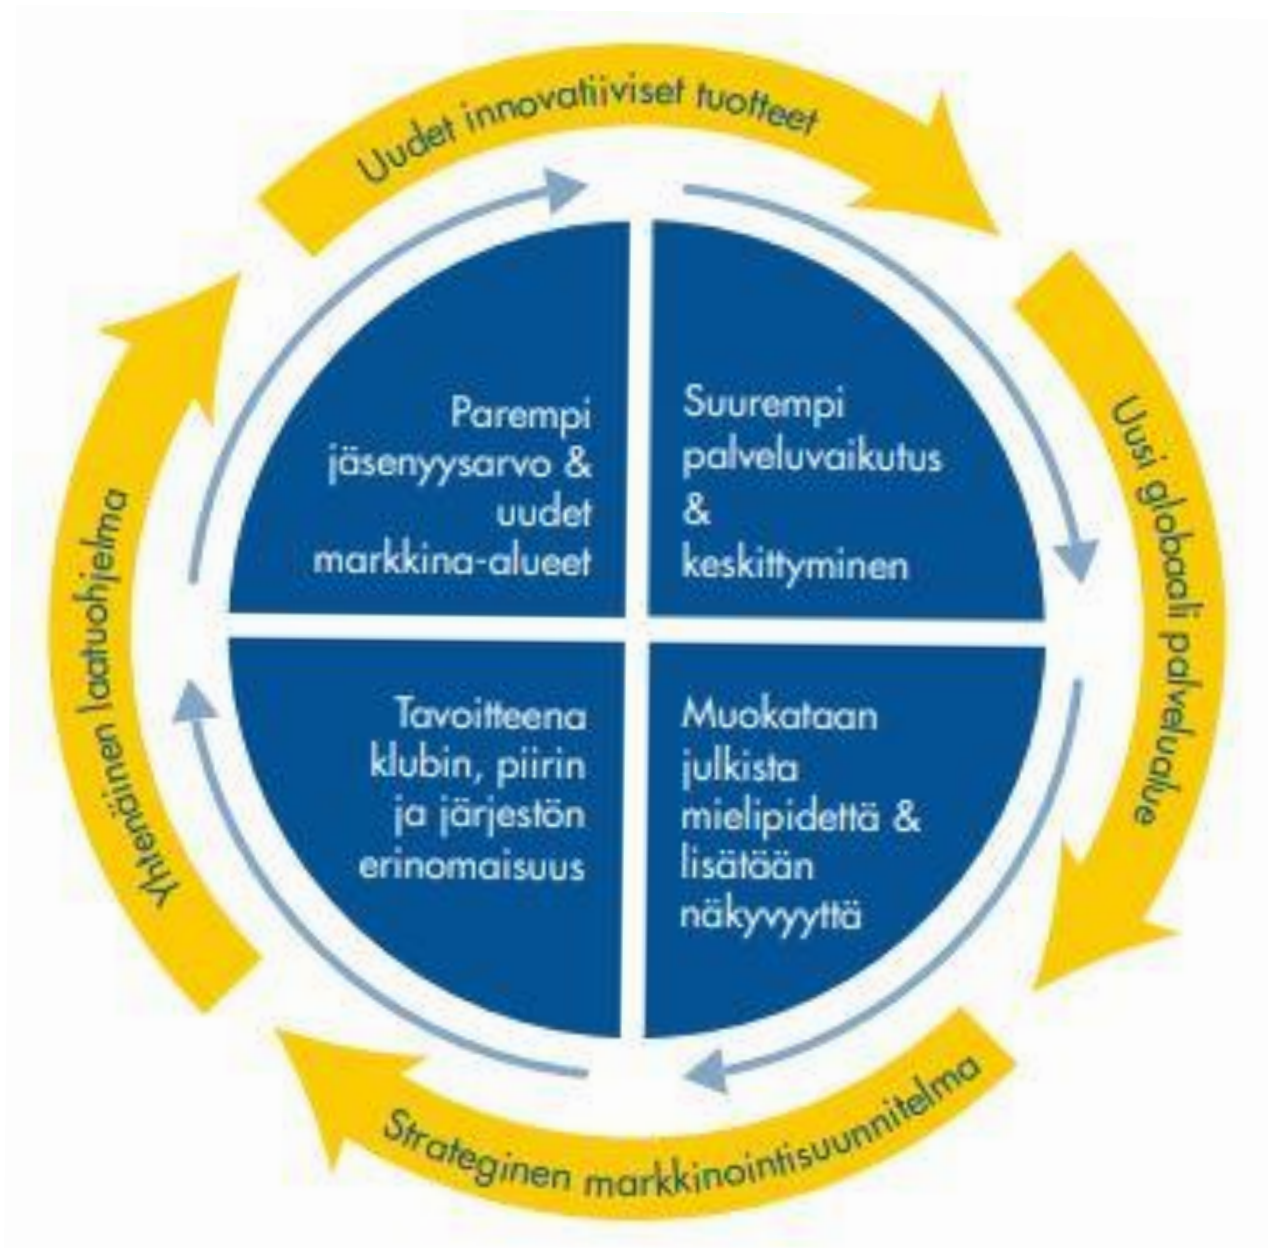 Uudet innovatiiviset tuotteet
Uusi globaali palvelualue
Strateginen markkinointisuunnitelma
Yhtenäinen laatuohjelma
Parempi
jäsenyysarvo &
uudet
markkina-alueet
Suurempi
palveluvaikutus
&
keskittyminen
Tavoitteena
klubin, piirin
ja järjestön
erinomaisuus
Muokataan
julkista
mielipidettä &
lisätään
näkyvyyttä